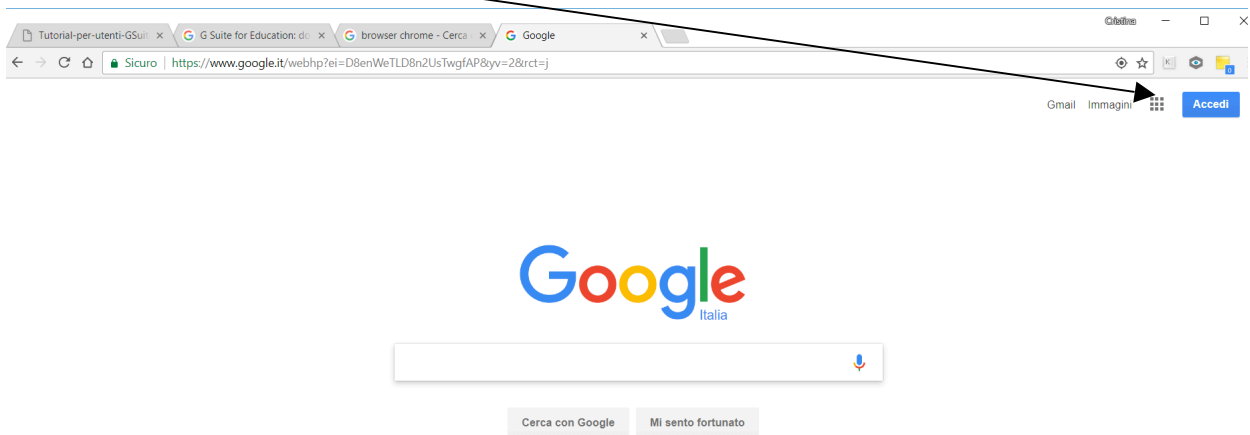 Cristina
Tutorial-per-utenti-GSuit
G Suite for Education: do
browser chrome - Cerca
Google
Sicuro | https://www.google.it/webhp?ei=D8enWeTLD8n2UsTwgfAP&yv=2&rct=j
K
0
Gmail Immagini Accedi
Google
Italia
Cerca con Google Mi sento fortunato